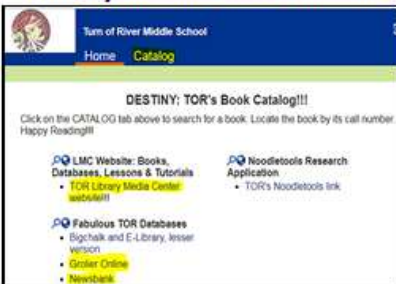 Turn of River Middle School
Home Catalog
DESTINY: TOR's Book Catalog!!!
Click on the CATALOG tab above to search for a book. Locate the book by its call number.
Happy Reading!!!
LMC Website: Books,
Databases, Lessons & Tutorials
• TOR Library Media Center
website!!!
Fabulous TOR Databases
• Bigchalk and E-Library, lesser
version
• Grolier Online
• Newsbank
Noodletools Research
Application
• TOR's Noodletools link